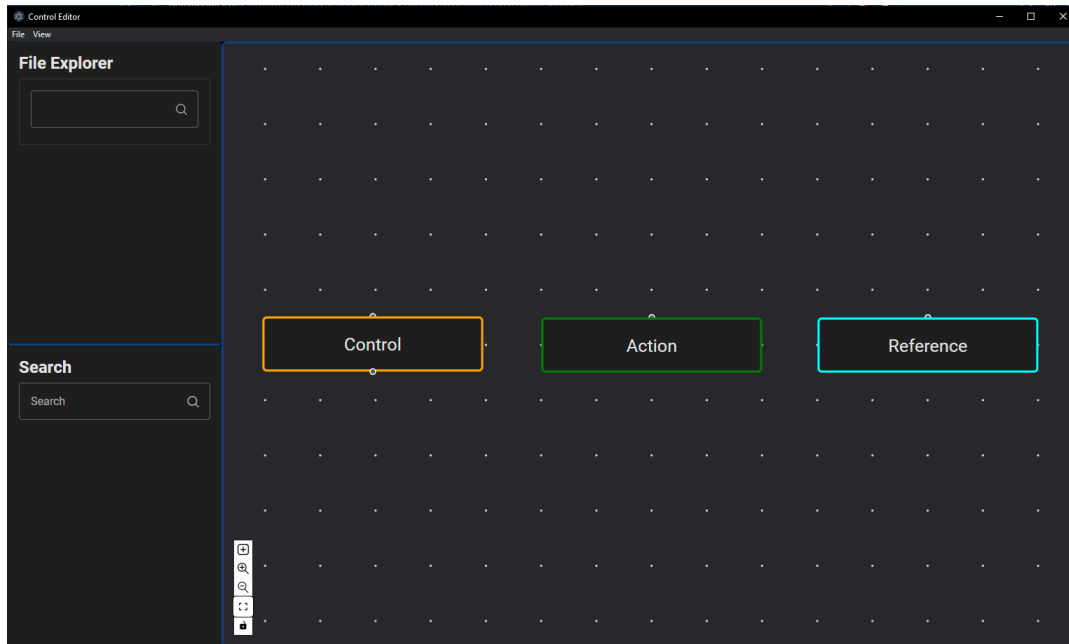 Control Editor
File View
File Explorer
Control
Action
Reference
Search
Search